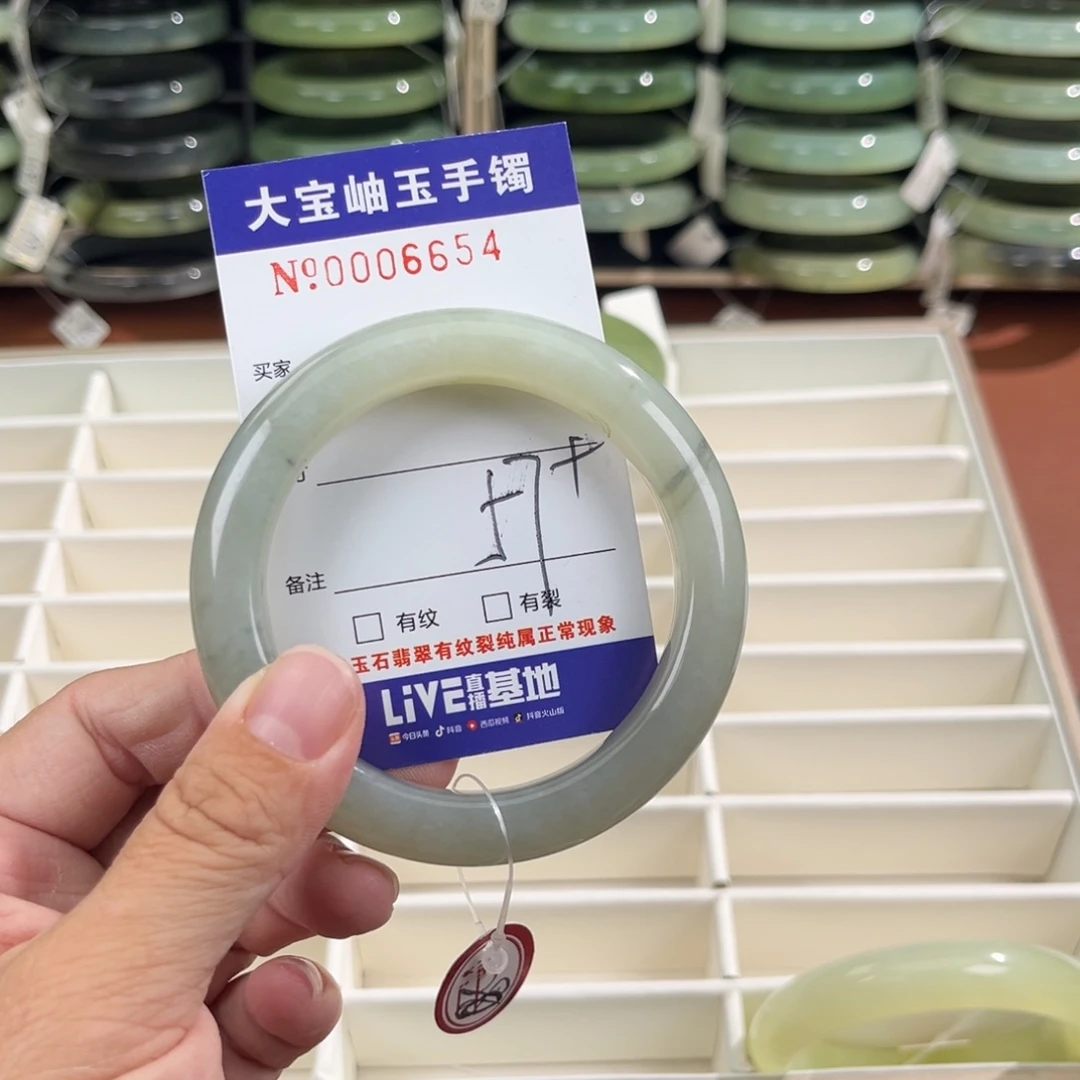 大宝岫玉手镯
Nº.0006654
买家
备注
有纹 有裂
玉石翡翠有纹裂纯属正常现象
LiVE直播基地
今日头条 抖音 西瓜视频 抖音火山版